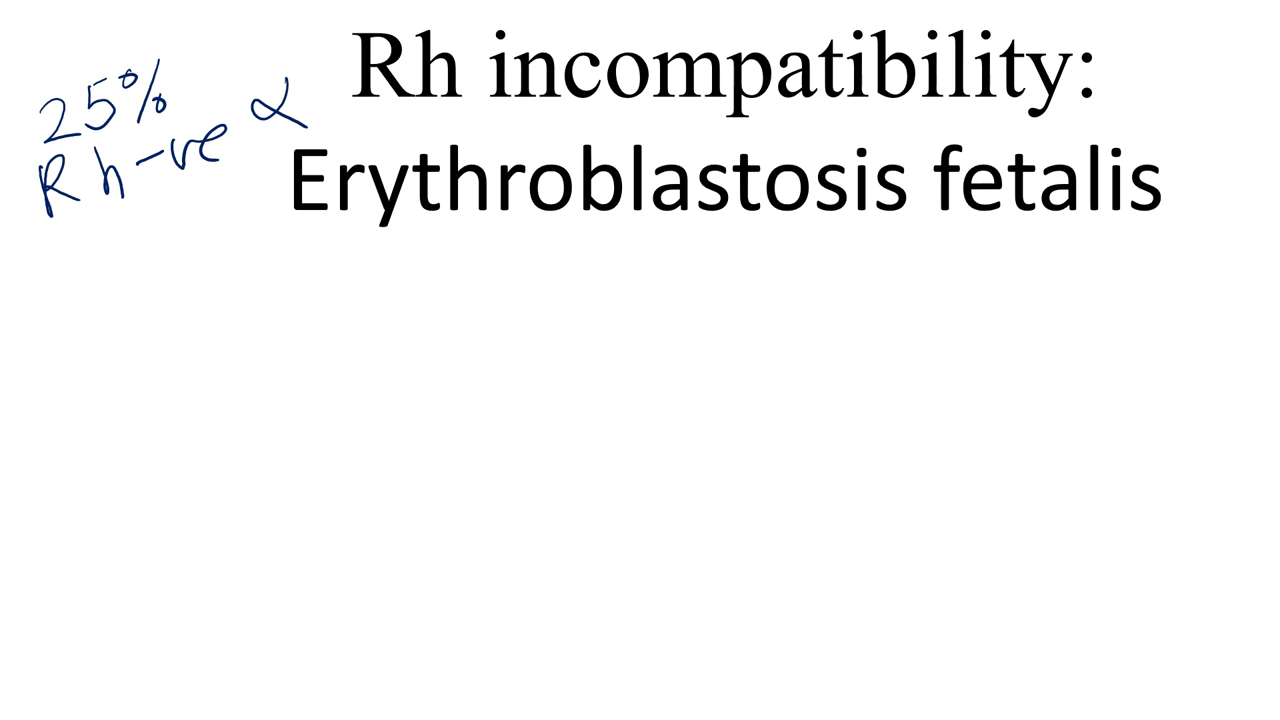 Rh incompatibility:
Erythroblastosis fetalis
25%
Rh-ve α